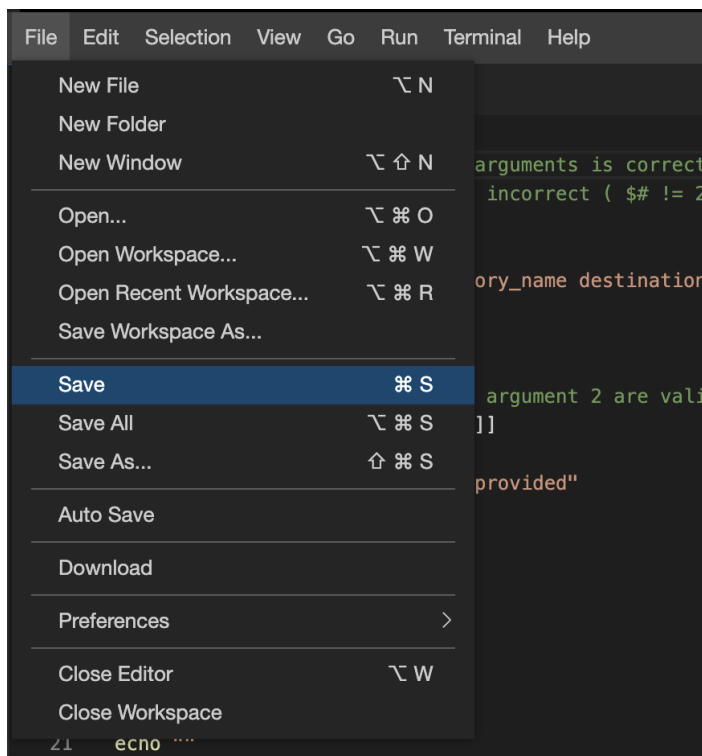 File Edit Selection View Go Run Terminal Help
New File ⌥ N
New Folder
New Window ⌥ ⇧ N
arguments is correct
incorrect ( $# != 2
Open... ⌥ ⌘ O
Open Workspace... ⌥ ⌘ W
ory_name destination
Open Recent Workspace... ⌥ ⌘ R
Save Workspace As...
Save ⌘ S
argument 2 are vali
Save All ⌥ ⌘ S
]]
Save As... ⇧ ⌘ S
provided"
Auto Save
Download
Preferences >
Close Editor ⌥ W
Close Workspace
21 echo ""